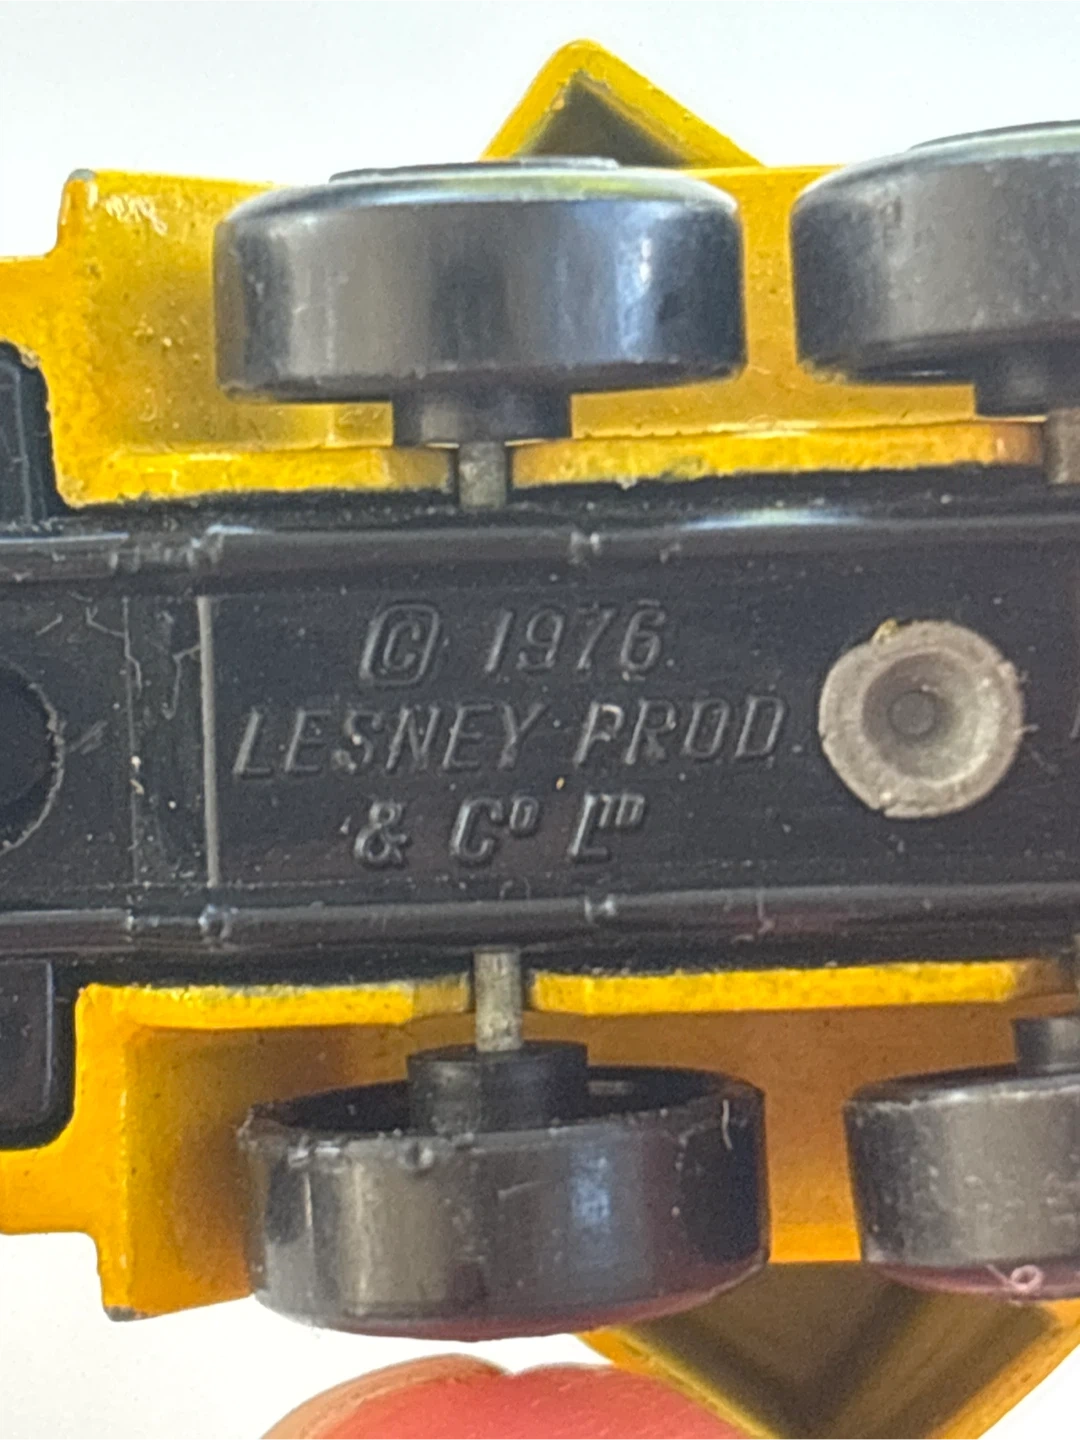 © 1976
LESNEY PROD.
& Cº Lᵀᴰ